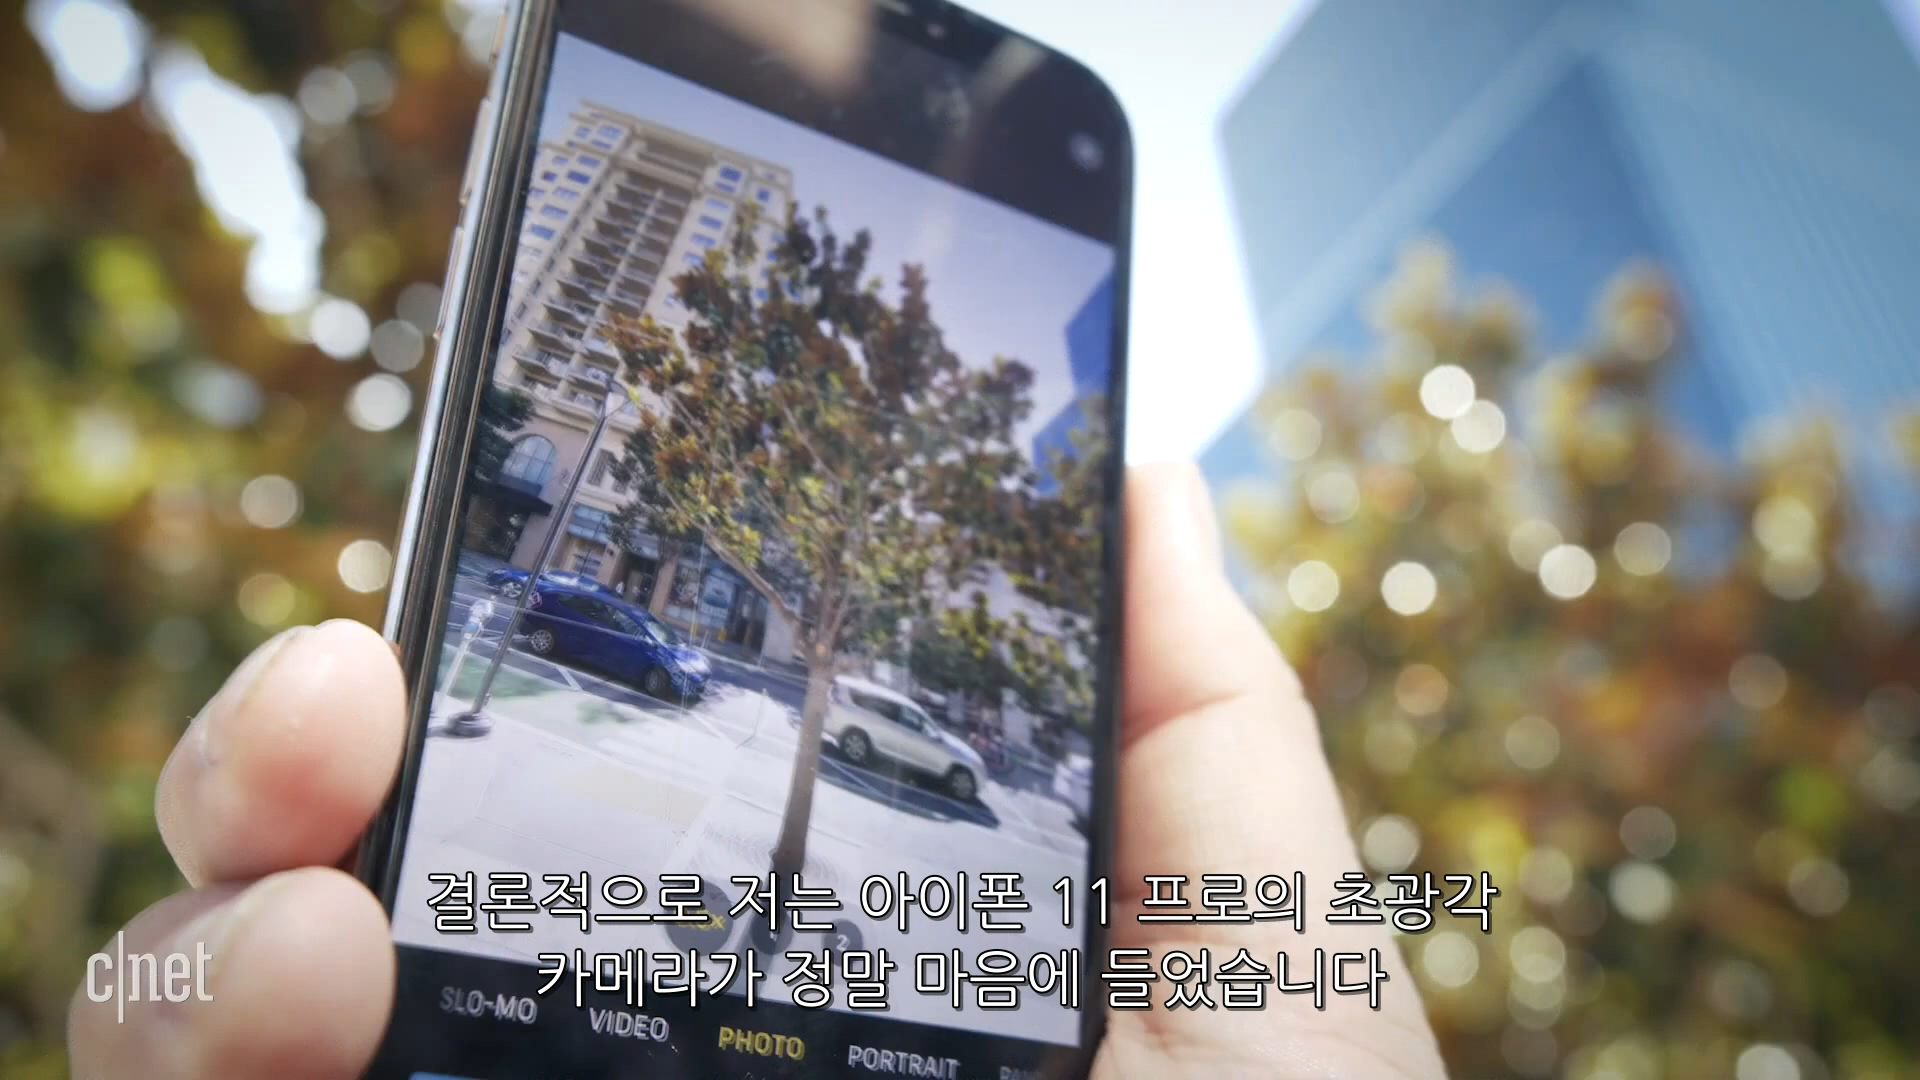 결론적으로 저는 아이폰 11 프로의 초광각
카메라가 정말 마음에 들었습니다
c|net
SLO-MO VIDEO PHOTO PORTRAIT